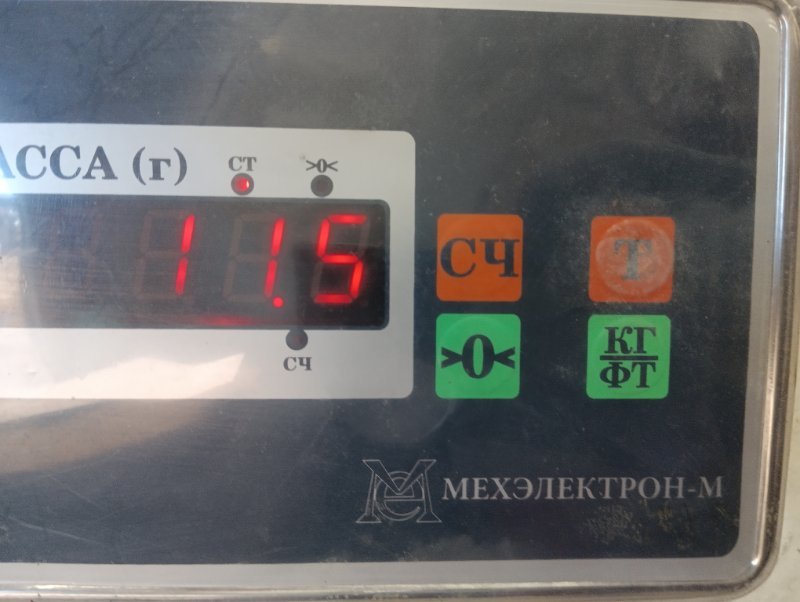 АССА (г)
СТ >0<
11.5
СЧ
СЧ Т
>0< КГ
ФТ
МЕХЭЛЕКТРОН-М